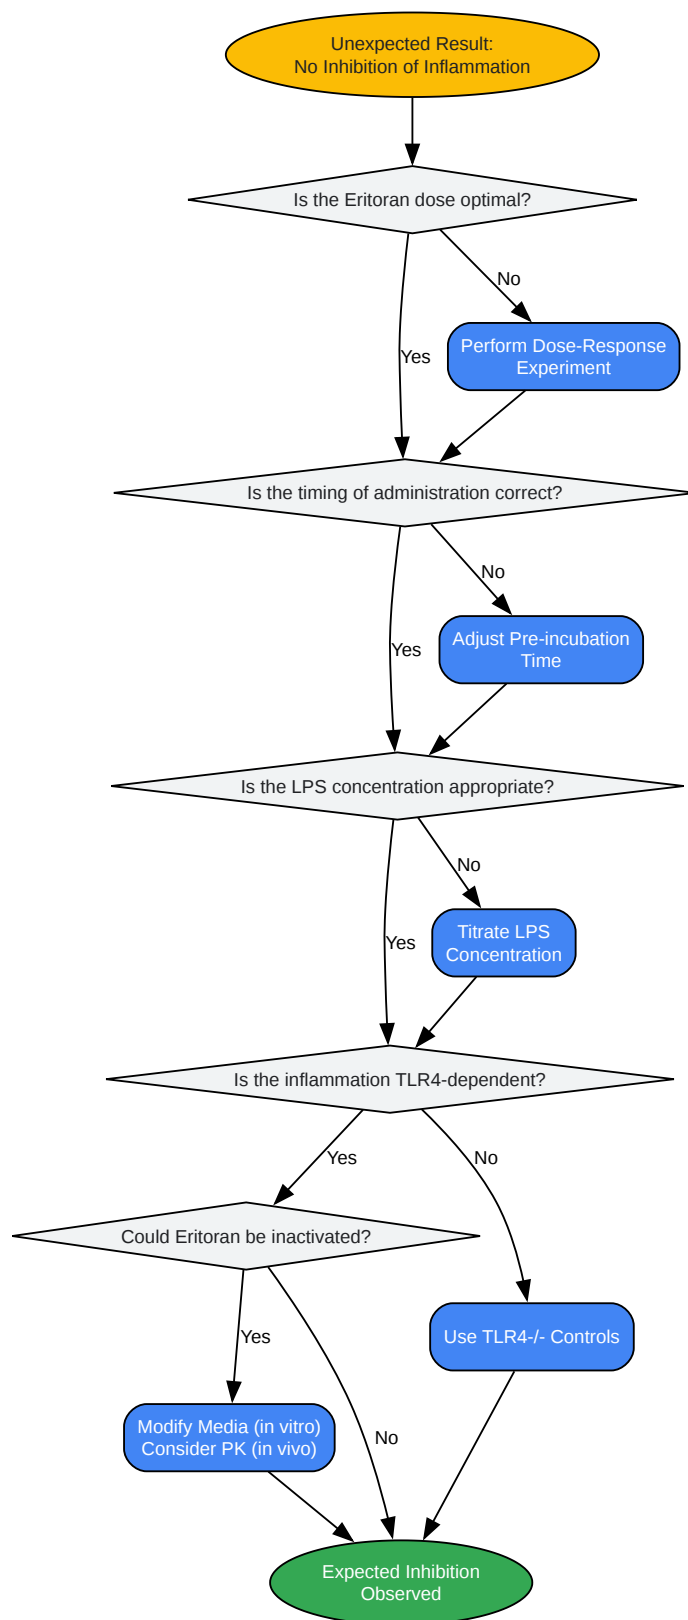 Unexpected Result:
No Inhibition of Inflammation
Is the Eritoran dose optimal?
No
Perform Dose-Response
Experiment
Yes
Is the timing of administration correct?
No
Adjust Pre-incubation
Time
Yes
Is the LPS concentration appropriate?
No
Titrate LPS
Concentration
Yes
Is the inflammation TLR4-dependent?
Yes
No
Could Eritoran be inactivated?
Yes
Use TLR4-/- Controls
Modify Media (in vitro)
Consider PK (in vivo)
No
Expected Inhibition
Observed